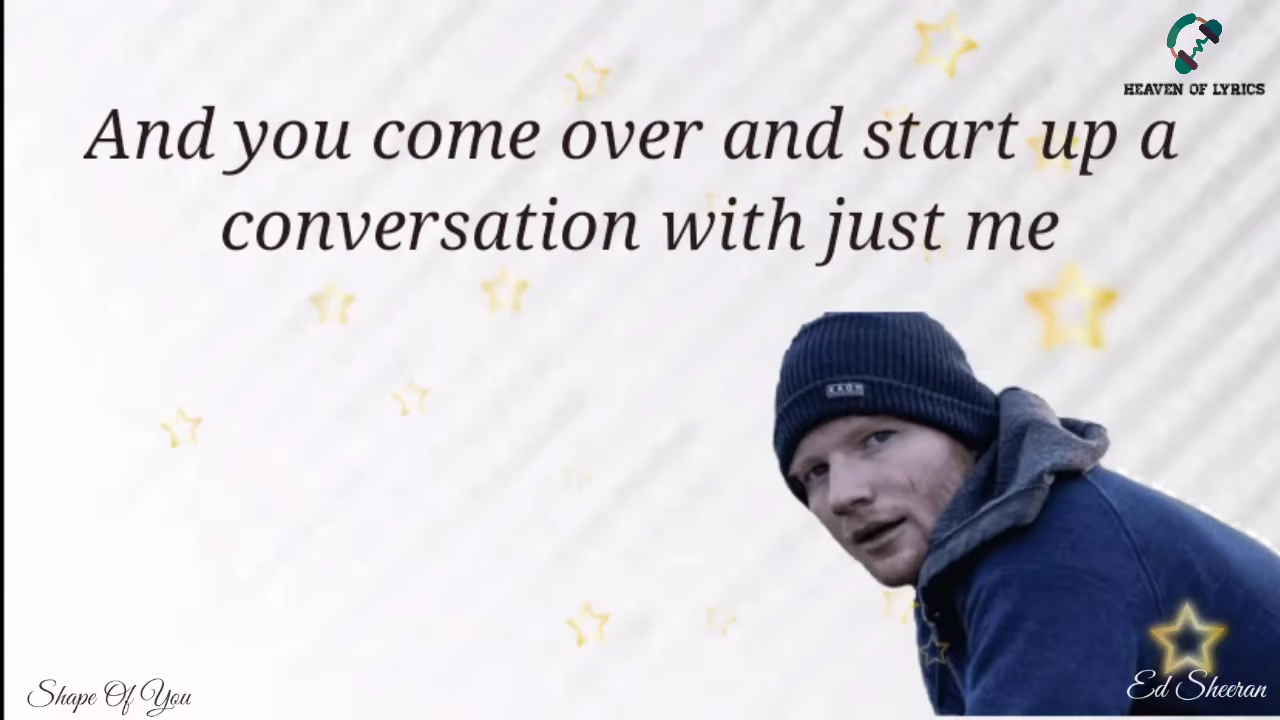 HEAVEN OF LYRICS
And you come over and start up a
conversation with just me
Shape Of You
Ed Sheeran